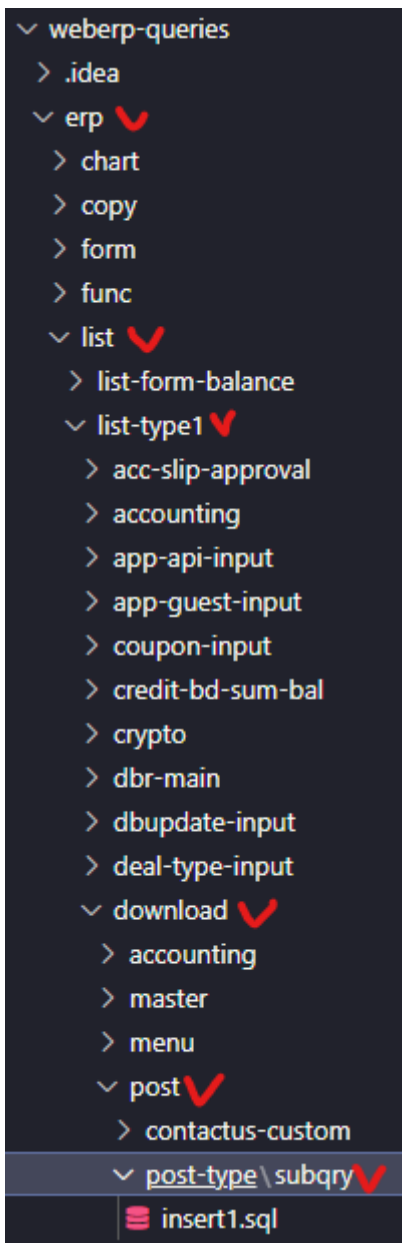 weberp-queries
.idea
erp
chart
copy
form
func
list
list-form-balance
list-type1
acc-slip-approval
accounting
app-api-input
app-guest-input
coupon-input
credit-bd-sum-bal
crypto
dbr-main
dbupdate-input
deal-type-input
download
accounting
master
menu
post
contactus-custom
post-type\subqry
insert1.sql